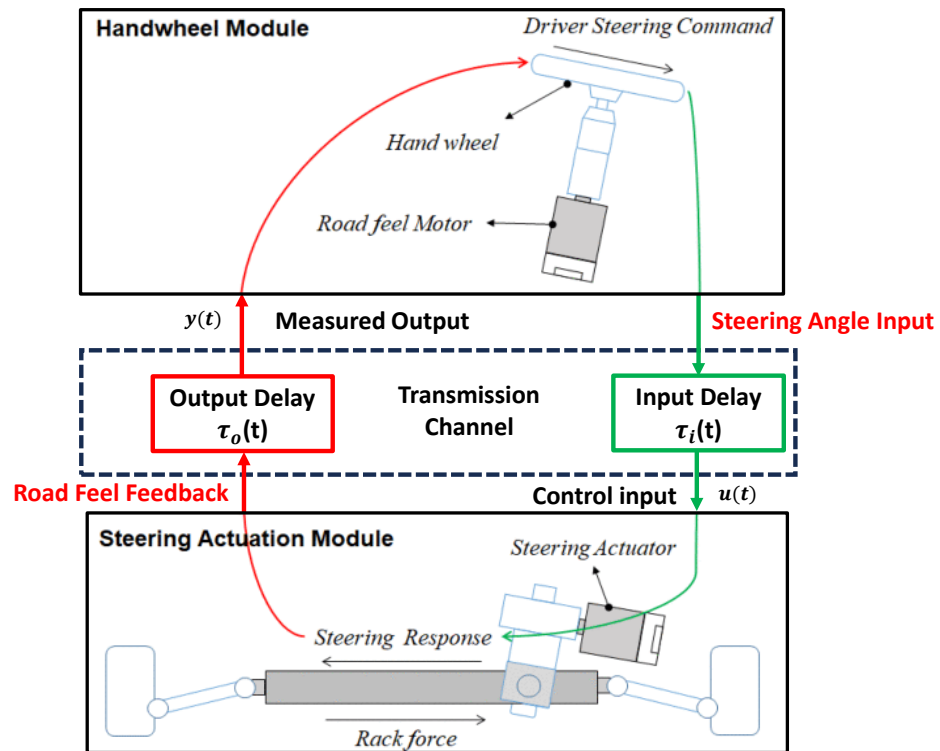 Handwheel Module
Driver Steering Command
Hand wheel
Road feel Motor
y(t)
Measured Output
Steering Angle Input
Output Delay
τₒ(t)
Transmission
Channel
Input Delay
τᵢ(t)
Road Feel Feedback
Control input
u(t)
Steering Actuation Module
Steering Actuator
Steering Response
Rack force